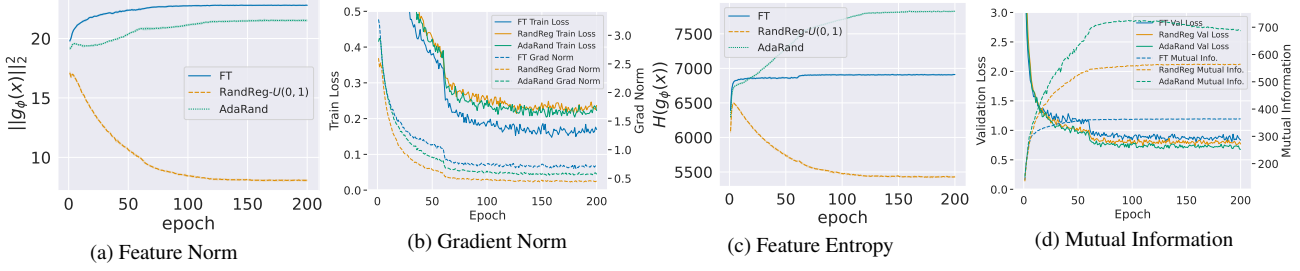 ||g_ϕ(x)||₂²
20
15
10
0
50
100
150
200
epoch
FT
RandReg-U(0, 1)
AdaRand
(a) Feature Norm
Train Loss
0.5
0.4
0.3
0.2
0.1
0.0
0
50
100
150
200
Epoch
FT Train Loss
RandReg Train Loss
AdaRand Train Loss
FT Grad Norm
RandReg Grad Norm
AdaRand Grad Norm
3.0
2.5
2.0
1.5
1.0
0.5
Grad Norm
(b) Gradient Norm
H(g_ϕ(x))
7500
7000
6500
6000
5500
0
50
100
150
200
epoch
FT
RandReg-U(0, 1)
AdaRand
(c) Feature Entropy
Validation Loss
3.0
2.5
2.0
1.5
1.0
0.5
0.0
0
50
100
150
200
Epoch
FT Val Loss
RandReg Val Loss
AdaRand Val Loss
FT Mutual Info.
RandReg Mutual Info.
AdaRand Mutual Info.
700
600
500
400
300
200
Mutual Information
(d) Mutual Information